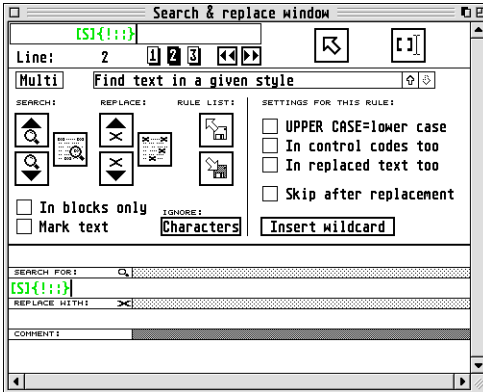 Search & replace window
[S]{!::}
Line: 2 1 2 3
Multi Find text in a given style
SEARCH: REPLACE: RULE LIST: SETTINGS FOR THIS RULE:
UPPER CASE=lower case
In control codes too
In replaced text too
Skip after replacement
In blocks only
IGNORE:
Mark text Characters Insert wildcard
SEARCH FOR:
[S]{!::}
REPLACE WITH:
COMMENT: